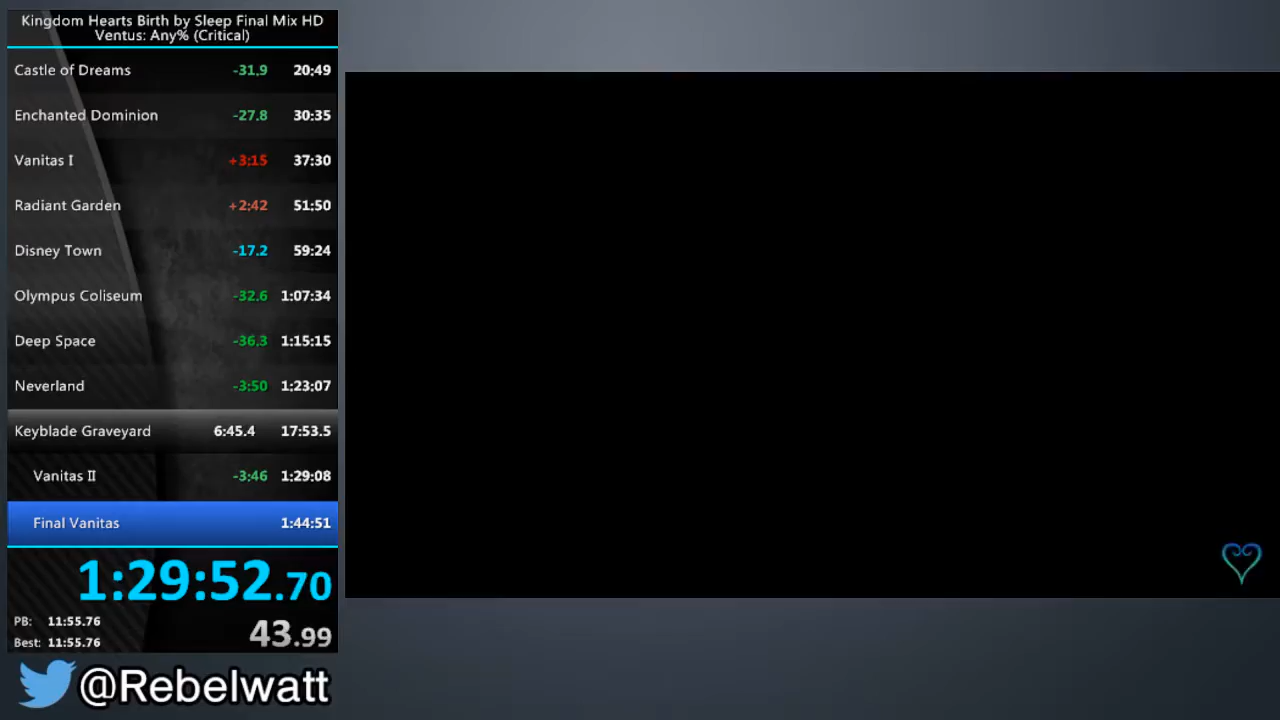 Kingdom Hearts Birth by Sleep Final Mix HD
Ventus: Any% (Critical)
Castle of Dreams -31.9 20:49
Enchanted Dominion -27.8 30:35
Vanitas I +3:15 37:30
Radiant Garden +2:42 51:50
Disney Town -17.2 59:24
Olympus Coliseum -32.6 1:07:34
Deep Space -36.3 1:15:15
Neverland -3:50 1:23:07
Keyblade Graveyard 6:45.4 17:53.5
Vanitas II -3:46 1:29:08
Final Vanitas 1:44:51
1:29:52.70
PB: 11:55.76
Best: 11:55.76
43.99
@Rebelwatt